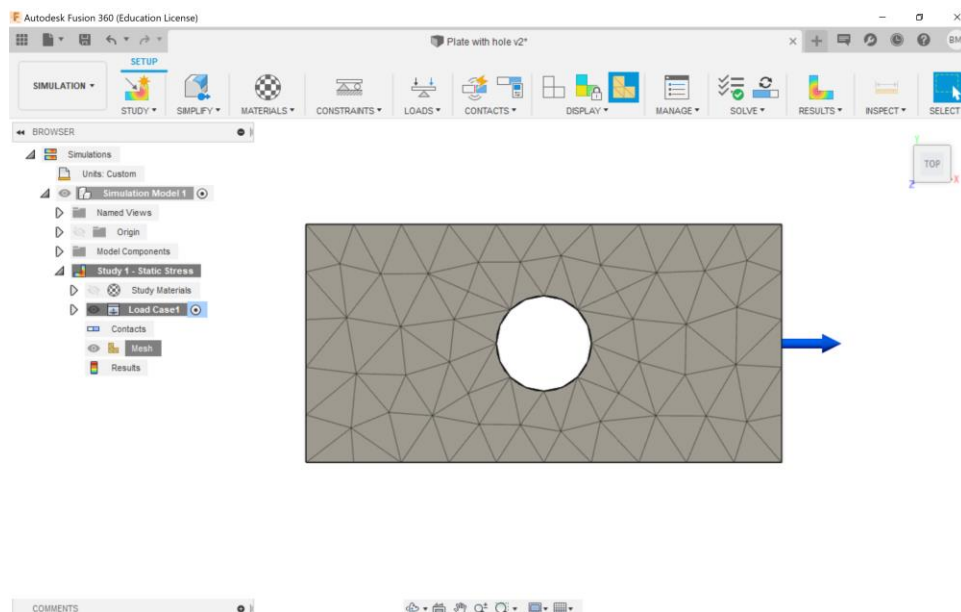 Autodesk Fusion 360 (Education License)
Plate with hole v2*
BM
SETUP
SIMULATION
STUDY
SIMPLIFY
MATERIALS
CONSTRAINTS
LOADS
CONTACTS
DISPLAY
MANAGE
SOLVE
RESULTS
INSPECT
SELECT
BROWSER
Simulations
Units: Custom
Simulation Model 1
Named Views
Origin
Model Components
Study 1 - Static Stress
Study Materials
Load Case1
Contacts
Mesh
Results
Y
TOP
X
Z
COMMENTS